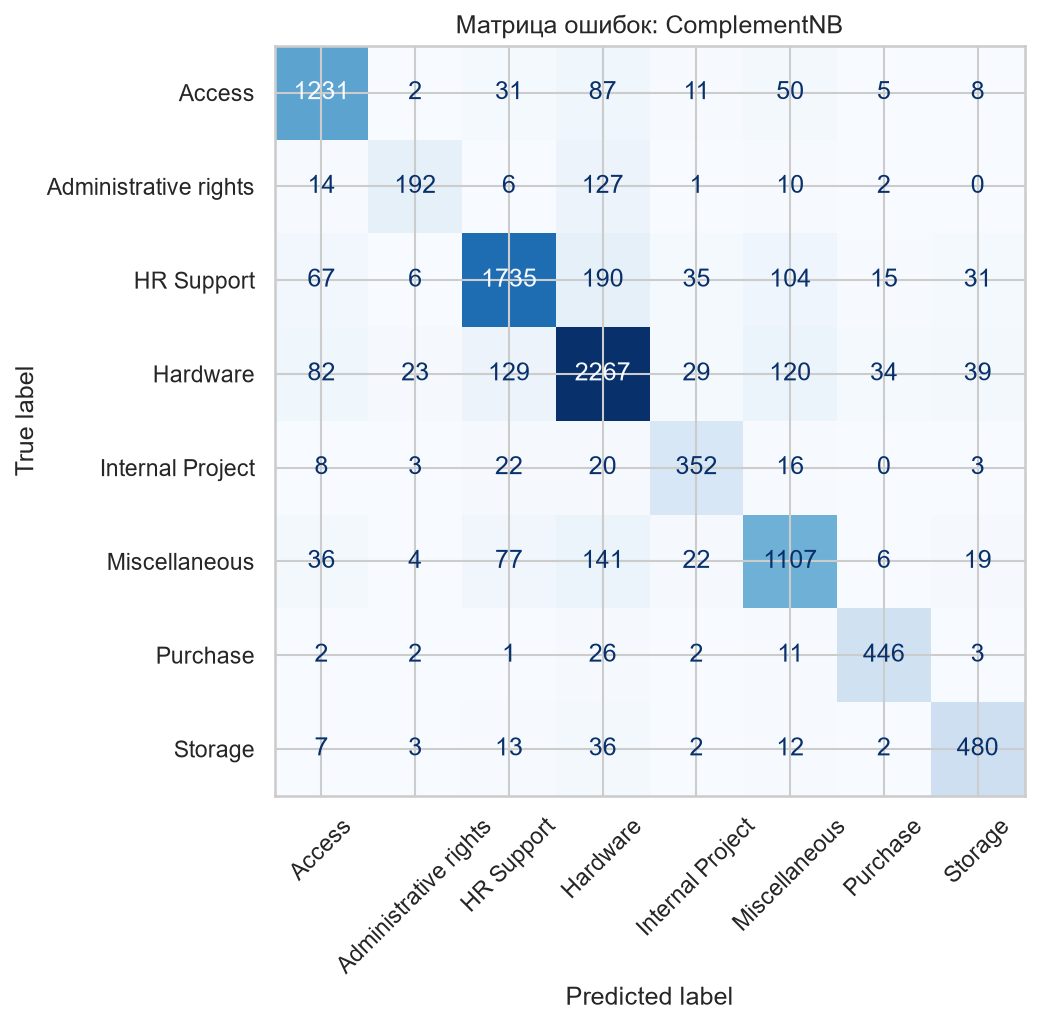 Матрица ошибок: ComplementNB
Access 1231 2 31 87 11 50 5 8
Administrative rights 14 192 6 127 1 10 2 0
HR Support 67 6 1735 190 35 104 15 31
Hardware 82 23 129 2267 29 120 34 39
Internal Project 8 3 22 20 352 16 0 3
Miscellaneous 36 4 77 141 22 1107 6 19
Purchase 2 2 1 26 2 11 446 3
Storage 7 3 13 36 2 12 2 480
True label
Access Administrative rights HR Support Hardware Internal Project Miscellaneous Purchase Storage
Predicted label